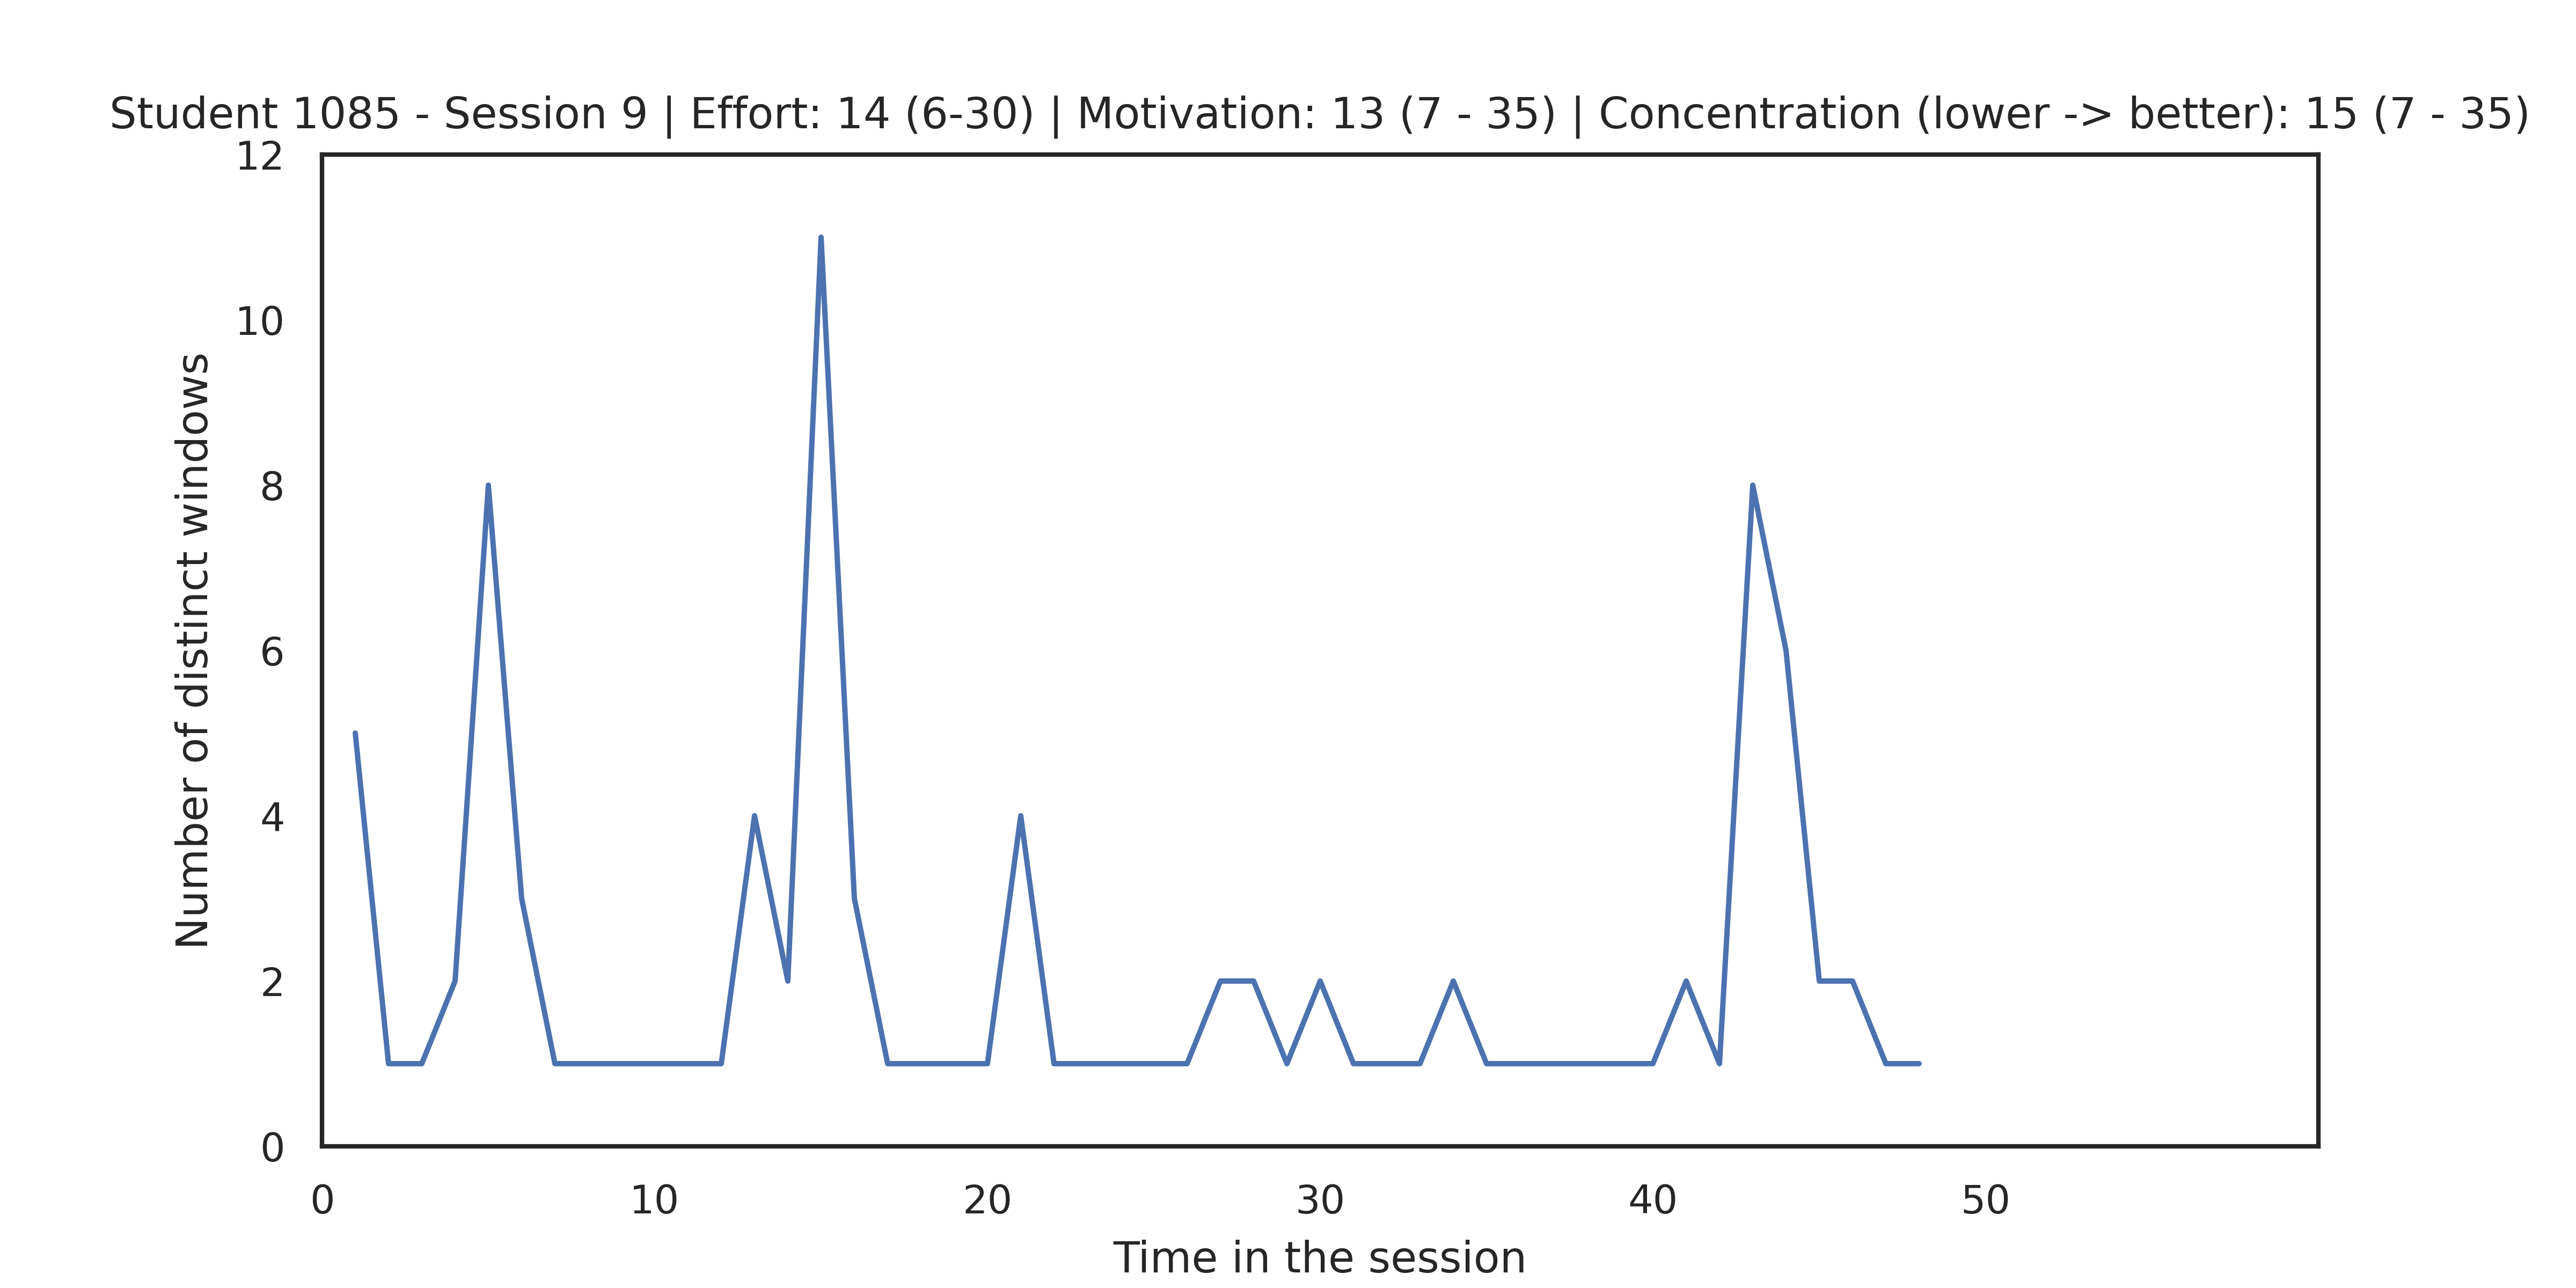 Student 1085 - Session 9 | Effort: 14 (6-30) | Motivation: 13 (7 - 35) | Concentration (lower -> better): 15 (7 - 35)
12
10
8
6
4
2
0
Number of distinct windows
0 10 20 30 40 50
Time in the session